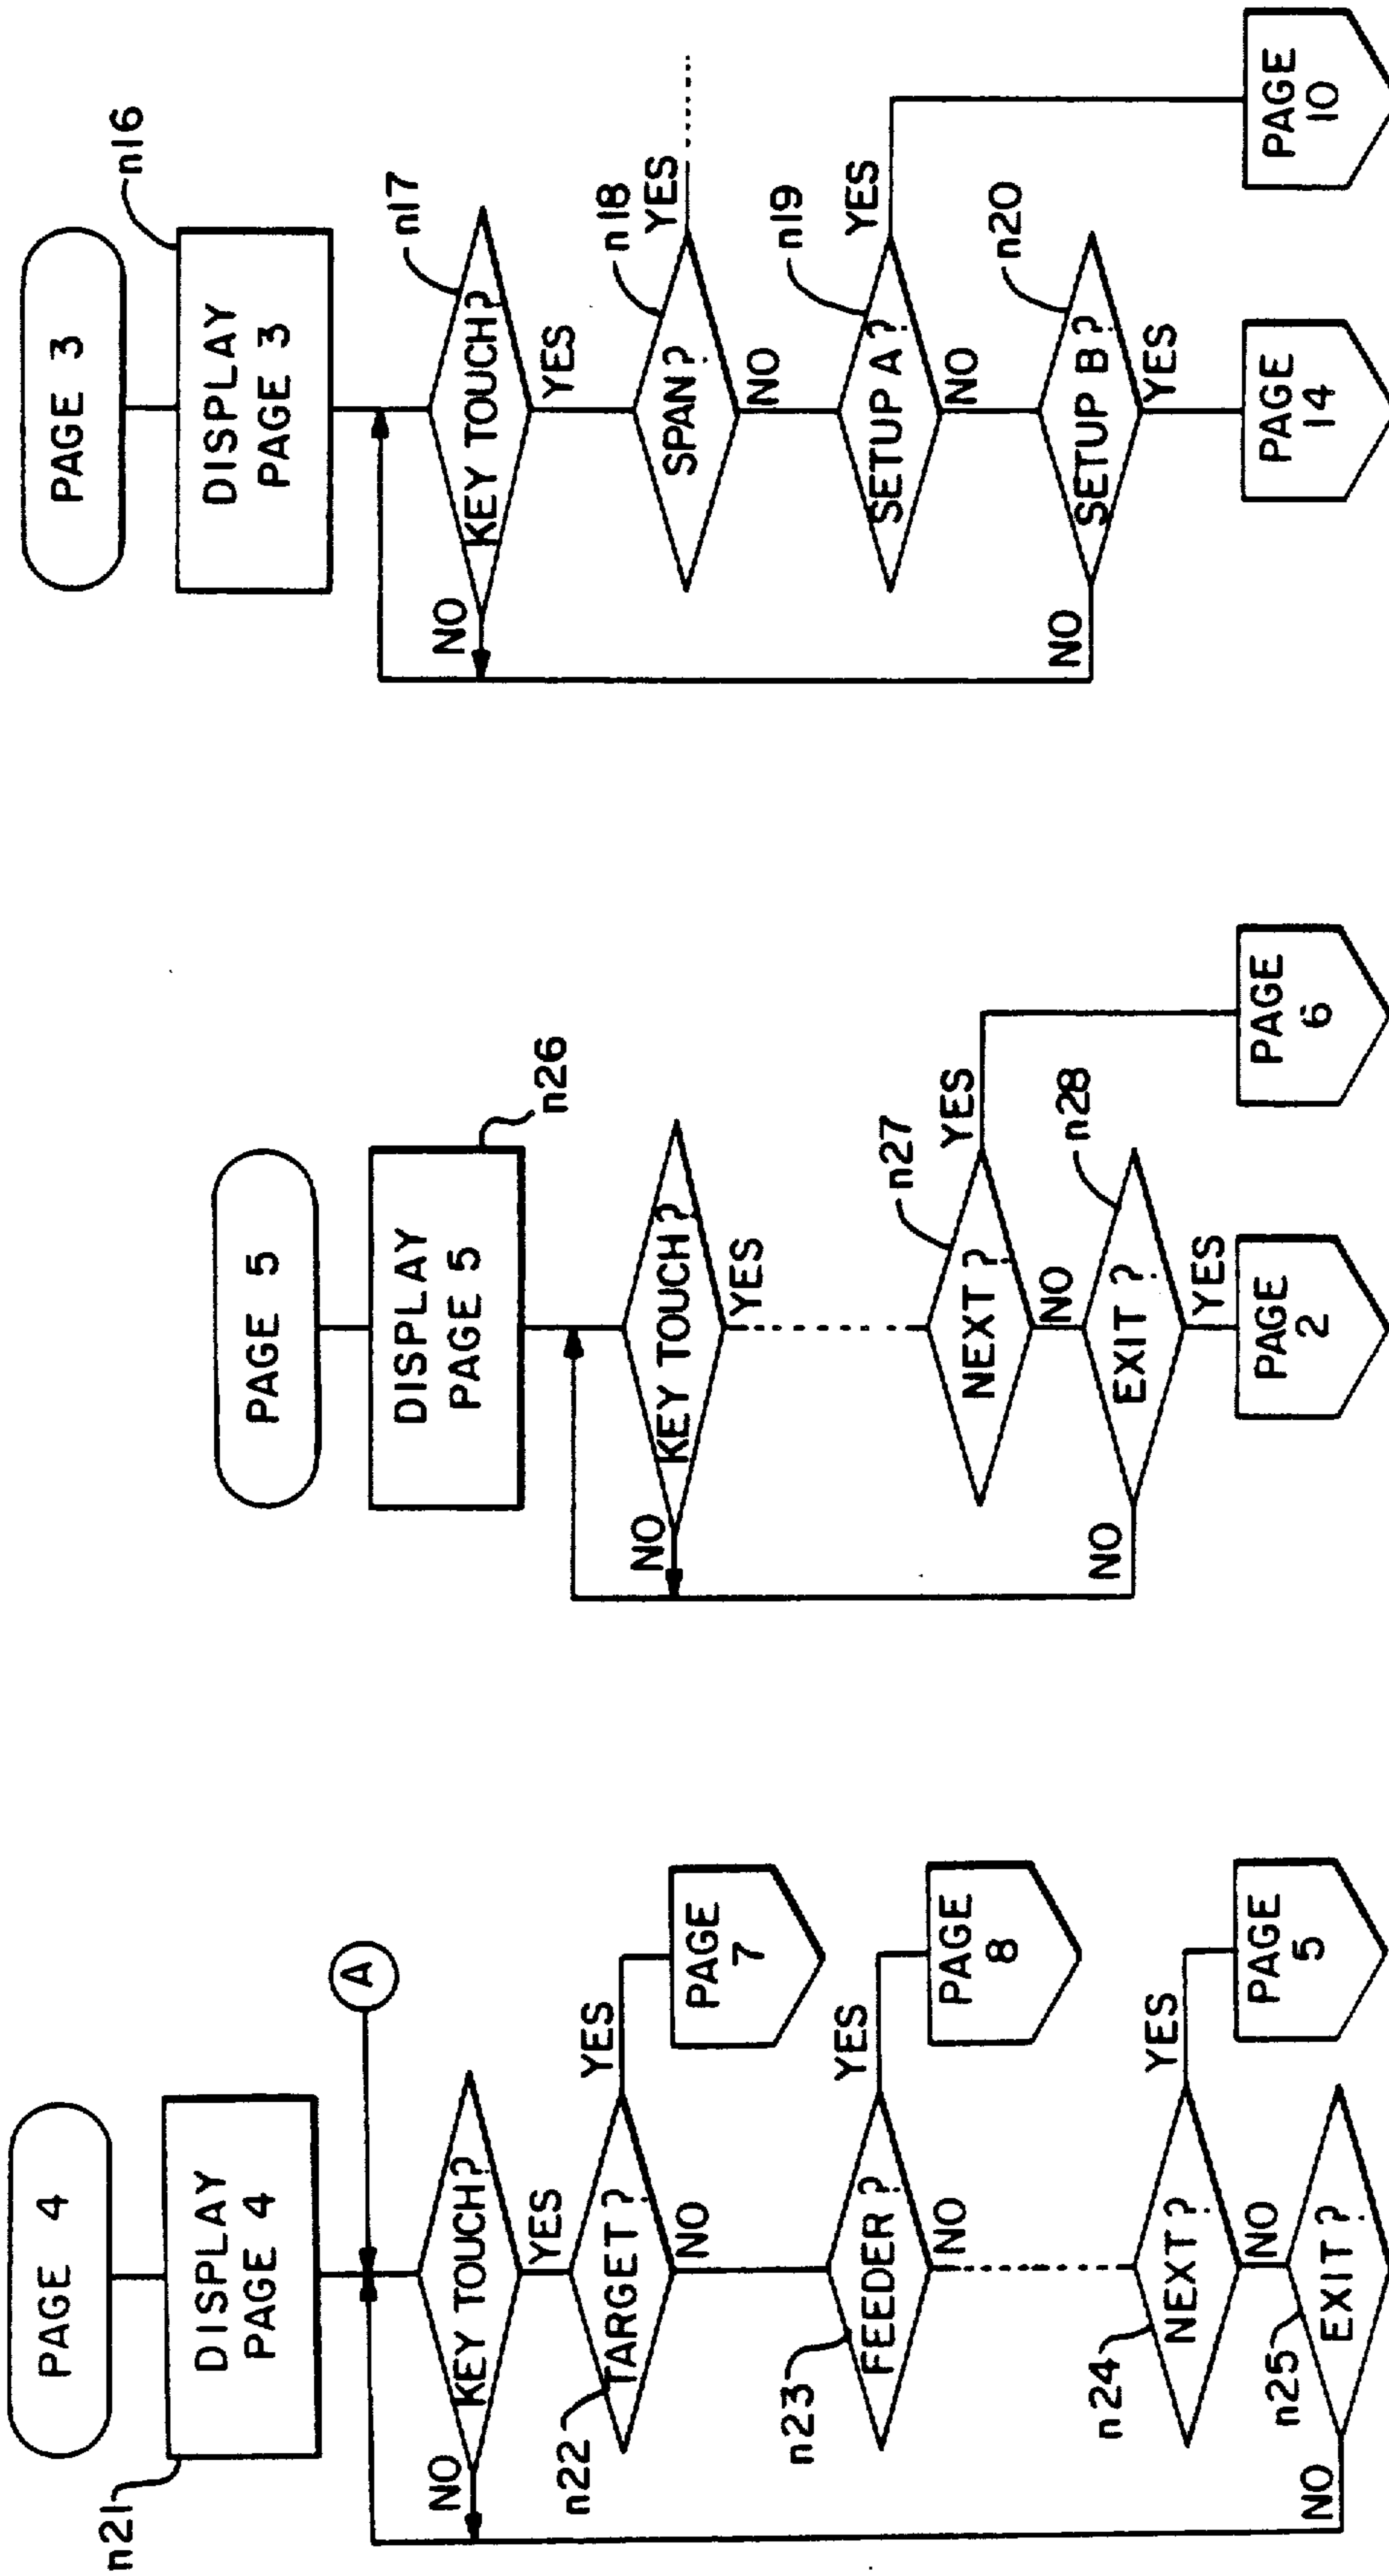 PAGE 4
n21
DISPLAY
PAGE 4
A
KEY TOUCH?
NO
YES
n22
TARGET?
YES
PAGE
7
NO
n23
FEEDER?
YES
PAGE
8
NO
n24
NEXT?
YES
PAGE
5
NO
n25
EXIT?
NO
PAGE 5
DISPLAY
PAGE 5
n26
KEY TOUCH?
NO
YES
NEXT?
n27
YES
PAGE
6
NO
EXIT?
n28
NO
YES
PAGE
2
PAGE 3
DISPLAY
PAGE 3
n16
KEY TOUCH?
n17
NO
YES
SPAN?
n18
YES
NO
SETUP A?
n19
YES
PAGE
10
NO
SETUP B?
n20
NO
YES
PAGE
14